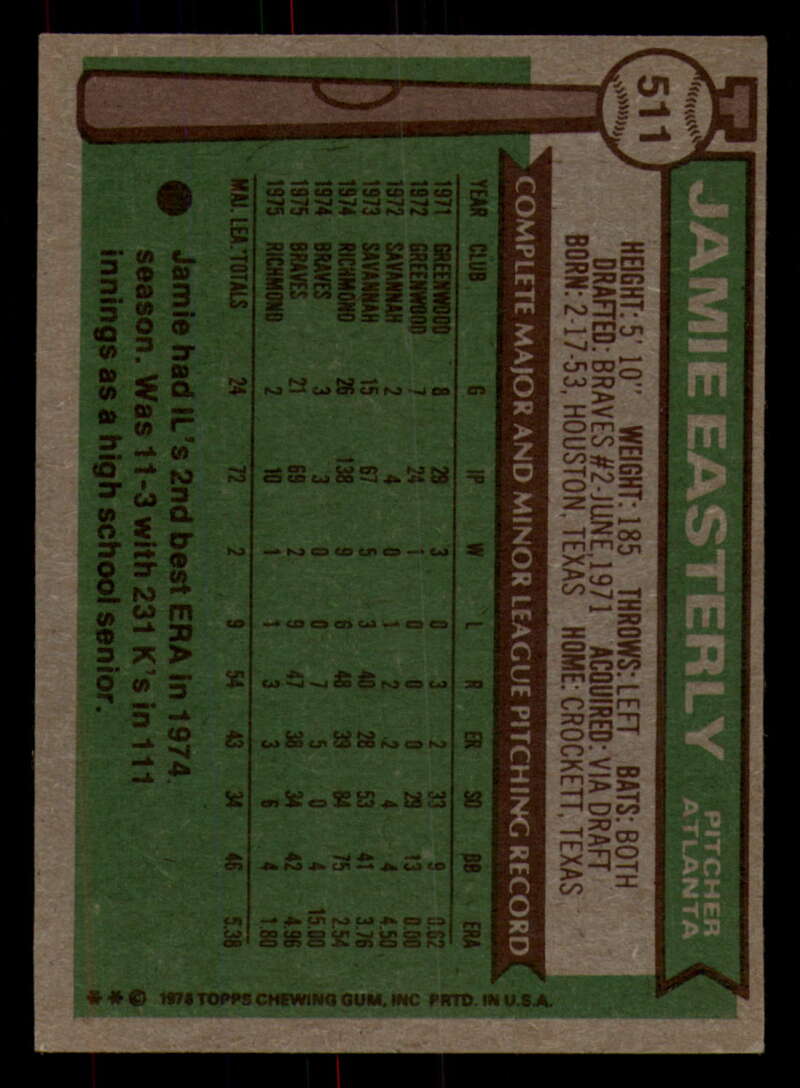 511
JAMIE EASTERLY
PITCHER
ATLANTA
HEIGHT: 5' 10" WEIGHT: 185 THROWS: LEFT BATS: BOTH
DRAFTED: BRAVES #2-JUNE, 1971 ACQUIRED: VIA DRAFT
BORN: 2-17-53, HOUSTON, TEXAS HOME: CROCKETT, TEXAS
COMPLETE MAJOR AND MINOR LEAGUE PITCHING RECORD
YEAR CLUB G IP W L R ER SO BB ERA
1971 GREENWOOD 8 29 3 0 3 2 33 9 0.62
1972 GREENWOOD 7 24 1 0 0 0 29 13 0.00
1972 SAVANNAH 2 4 0 1 2 2 4 4 4.50
1973 SAVANNAH 15 67 5 3 40 28 53 41 3.76
1974 RICHMOND 26 138 9 6 48 39 84 75 2.54
1974 BRAVES 3 3 0 0 7 5 0 4 15.00
1975 BRAVES 21 69 2 9 47 38 34 42 4.96
1975 RICHMOND 2 10 1 1 3 3 6 4 1.80
MAJ. LEA. TOTALS 24 72 2 9 54 43 34 46 5.38
Jamie had IL's 2nd best ERA in 1974
season. Was 11-3 with 231 K's in 111
innings as a high school senior.
* * © 1976 TOPPS CHEWING GUM, INC PRTD. IN U.S.A.